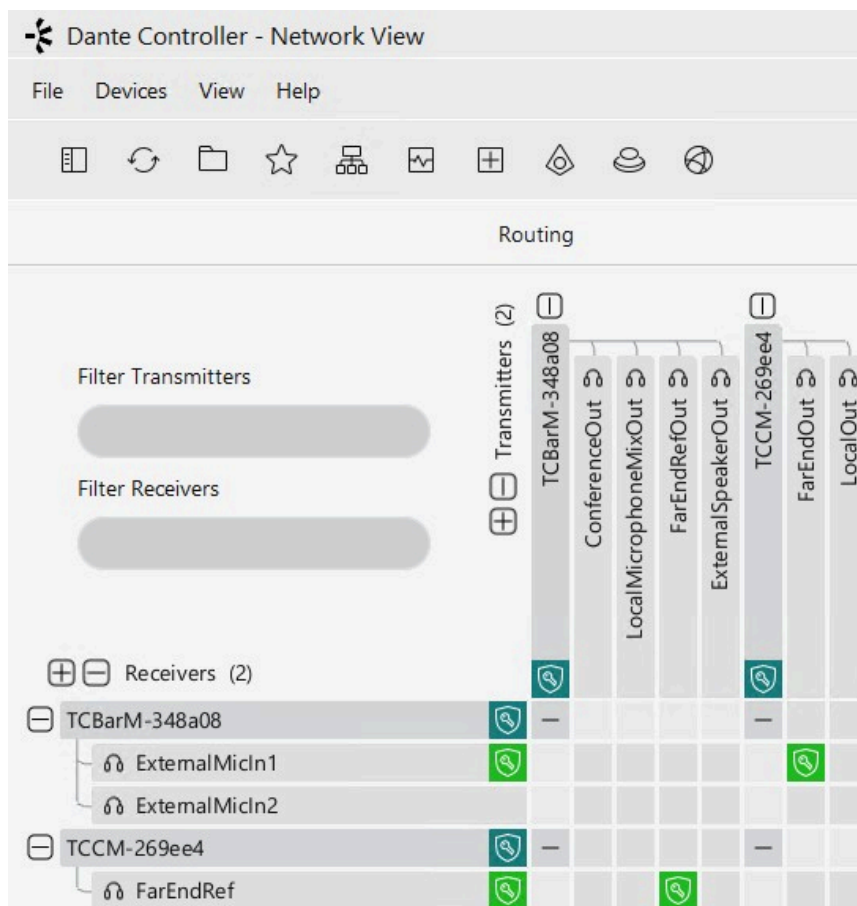 Dante Controller - Network View
File Devices View Help
Routing
Filter Transmitters
Filter Receivers
Transmitters (2)
TCBarM-348a08
ConferenceOut
LocalMicrophoneMixOut
FarEndRefOut
ExternalSpeakerOut
TCCM-269ee4
FarEndOut
LocalOut
Receivers (2)
TCBarM-348a08
ExternalMicIn1
ExternalMicIn2
TCCM-269ee4
FarEndRef